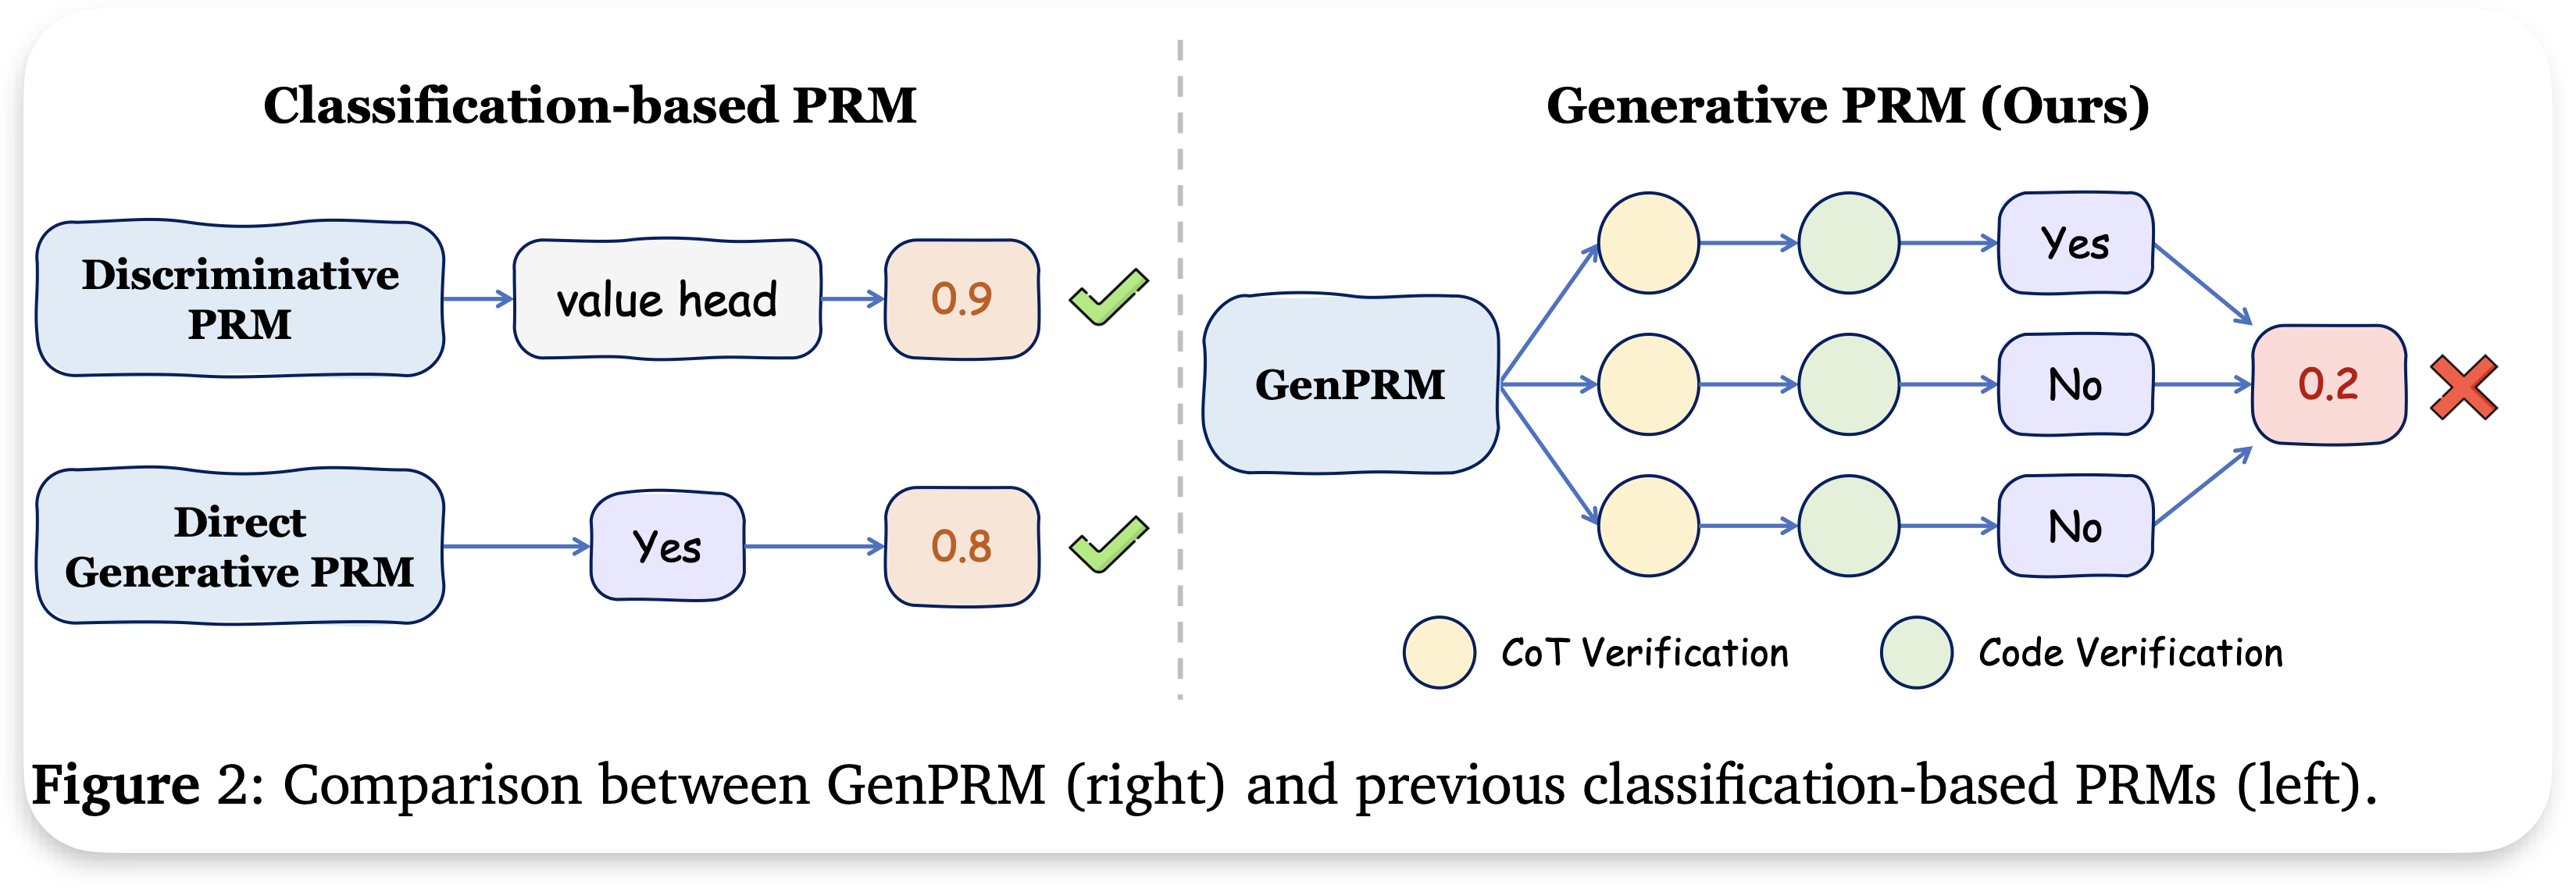 Classification-based PRM
Discriminative
PRM
value head
0.9
Direct
Generative PRM
Yes
0.8
Generative PRM (Ours)
GenPRM
Yes
No
No
0.2
CoT Verification
Code Verification
Figure 2: Comparison between GenPRM (right) and previous classification-based PRMs (left).